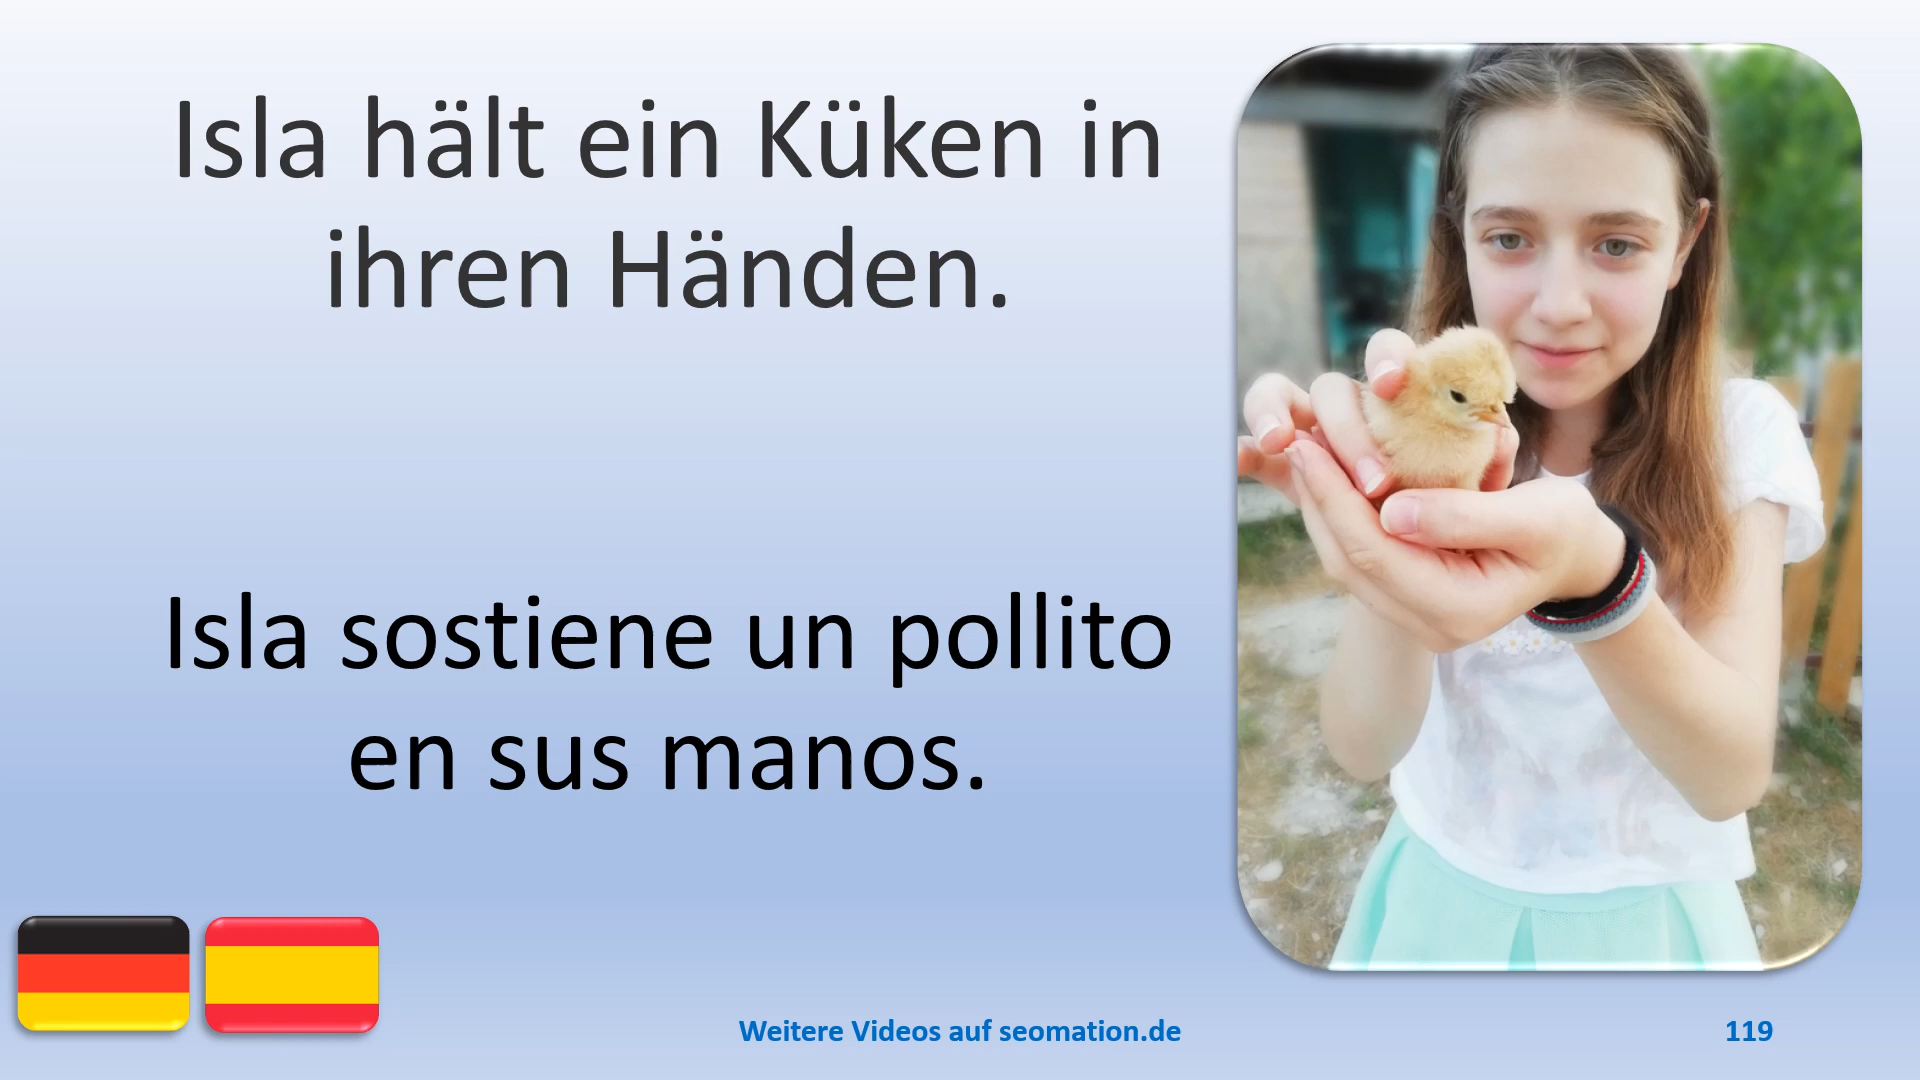 Isla hält ein Küken in
ihren Händen.
Isla sostiene un pollito
en sus manos.
Weitere Videos auf seomation.de
119